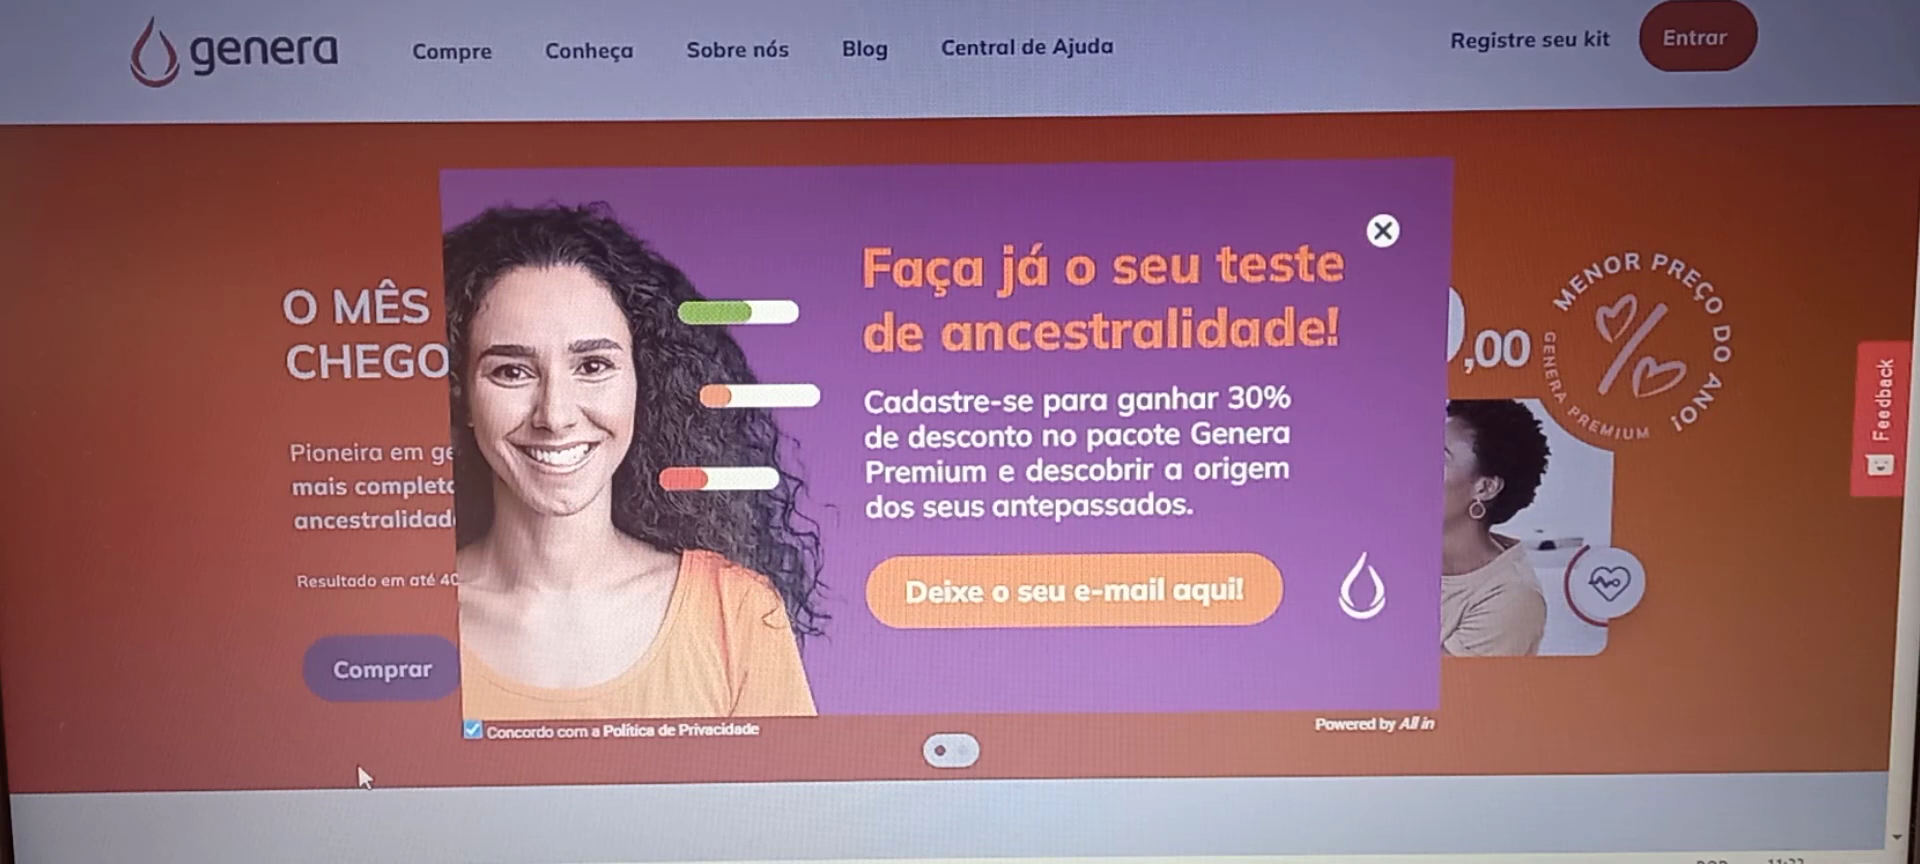 genera
Compre
Conheça
Sobre nós
Blog
Central de Ajuda
Registre seu kit
Entrar
O MÊS
CHEGO
Pioneira em ge
mais completo
ancestralidad
Resultado em até 40
Comprar
Faça já o seu teste
de ancestralidade!
Cadastre-se para ganhar 30%
de desconto no pacote Genera
Premium e descobrir a origem
dos seus antepassados.
Deixe o seu e-mail aqui!
Concordo com a Política de Privacidade
Powered by All in
,00
MENOR PREÇO DO ANO!
GENERA PREMIUM
Feedback